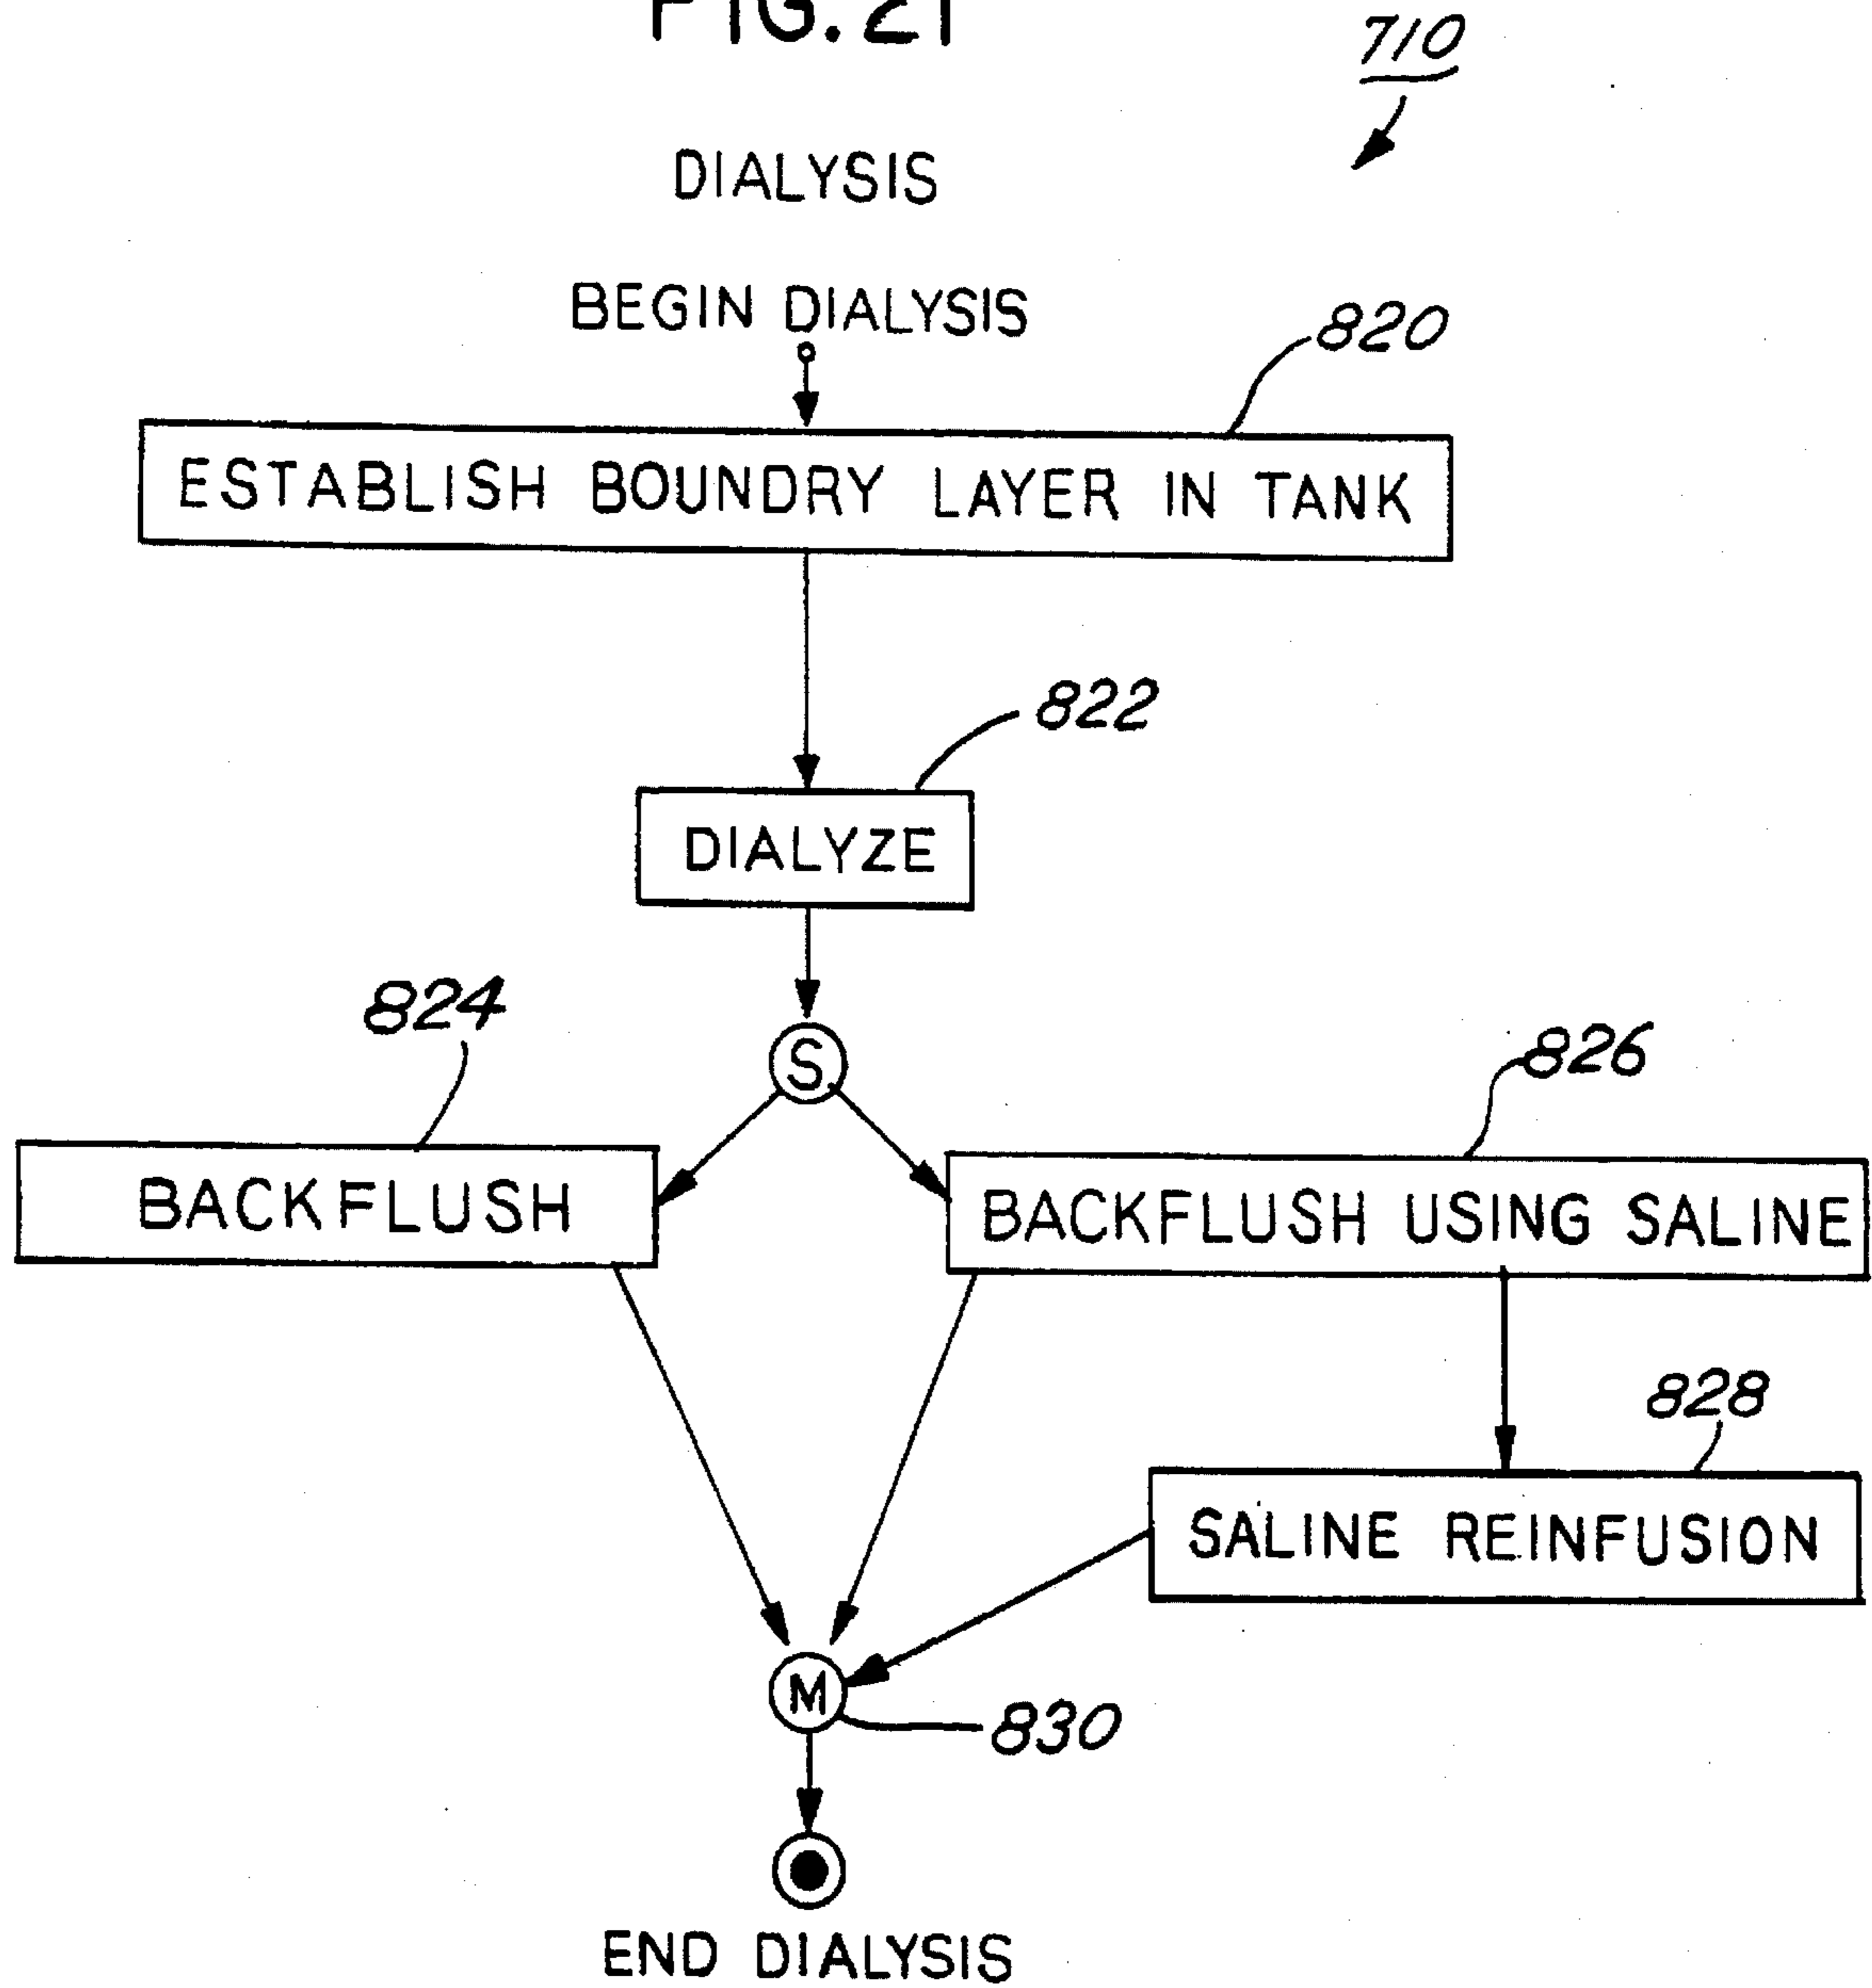 FIG. 21
710
DIALYSIS
BEGIN DIALYSIS
820
ESTABLISH BOUNDRY LAYER IN TANK
822
DIALYZE
824
S
826
BACKFLUSH
BACKFLUSH USING SALINE
828
SALINE REINFUSION
M
830
END DIALYSIS